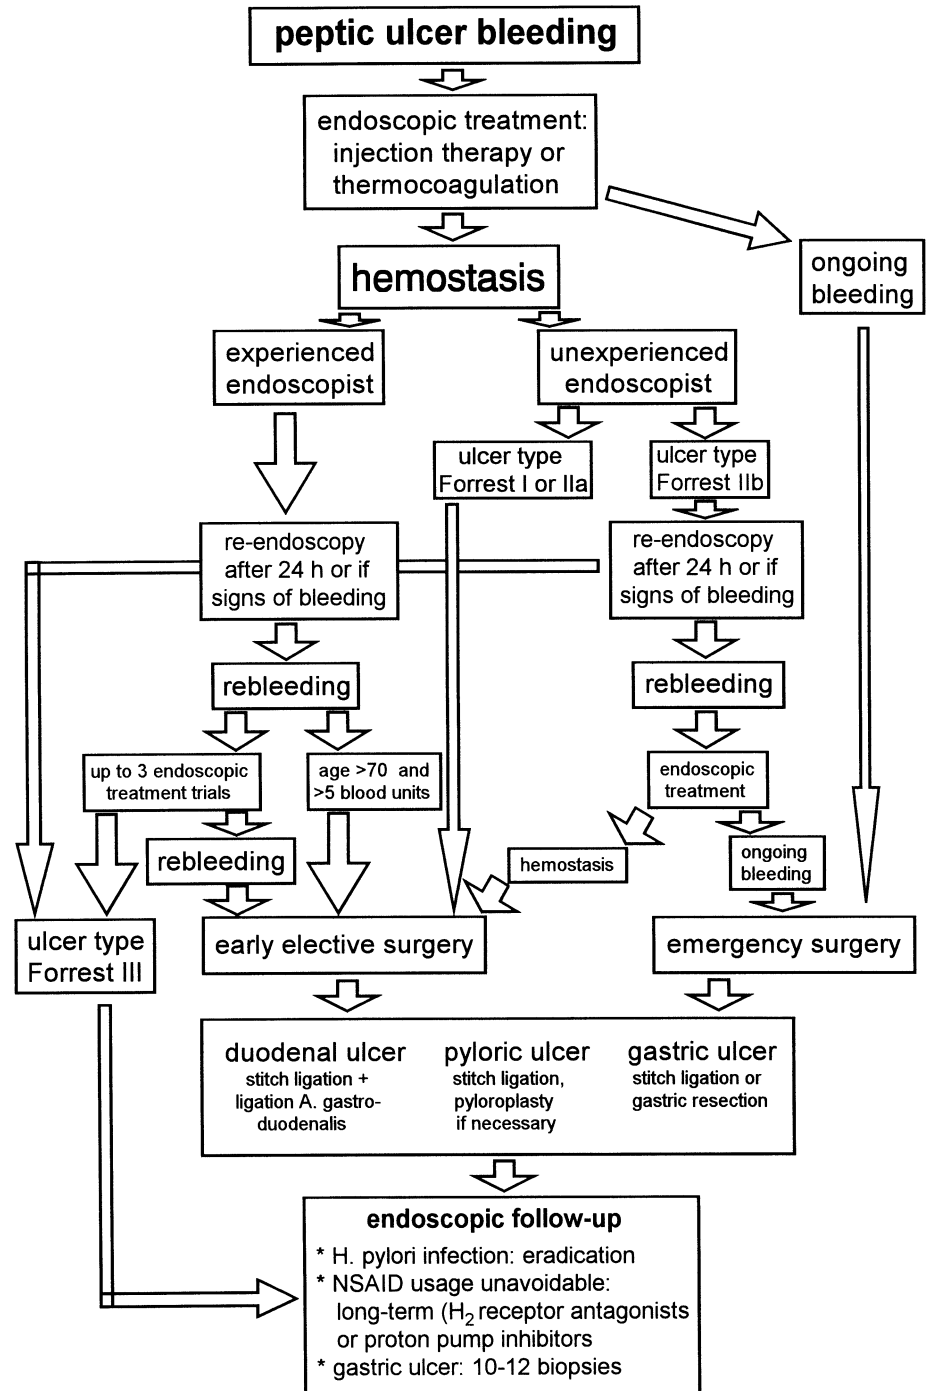 peptic ulcer bleeding
endoscopic treatment:
injection therapy or
thermocoagulation
ongoing
bleeding
hemostasis
experienced
endoscopist
unexperienced
endoscopist
ulcer type
Forrest I or IIa
ulcer type
Forrest IIb
re-endoscopy
after 24 h or if
signs of bleeding
re-endoscopy
after 24 h or if
signs of bleeding
rebleeding
rebleeding
up to 3 endoscopic
treatment trials
age >70 and
>5 blood units
endoscopic
treatment
rebleeding
hemostasis
ongoing
bleeding
ulcer type
Forrest III
early elective surgery
emergency surgery
duodenal ulcer
stitch ligation +
ligation A. gastro-
duodenalis
pyloric ulcer
stitch ligation,
pyloroplasty
if necessary
gastric ulcer
stitch ligation or
gastric resection
endoscopic follow-up
* H. pylori infection: eradication
* NSAID usage unavoidable:
long-term (H₂ receptor antagonists
or proton pump inhibitors
* gastric ulcer: 10-12 biopsies